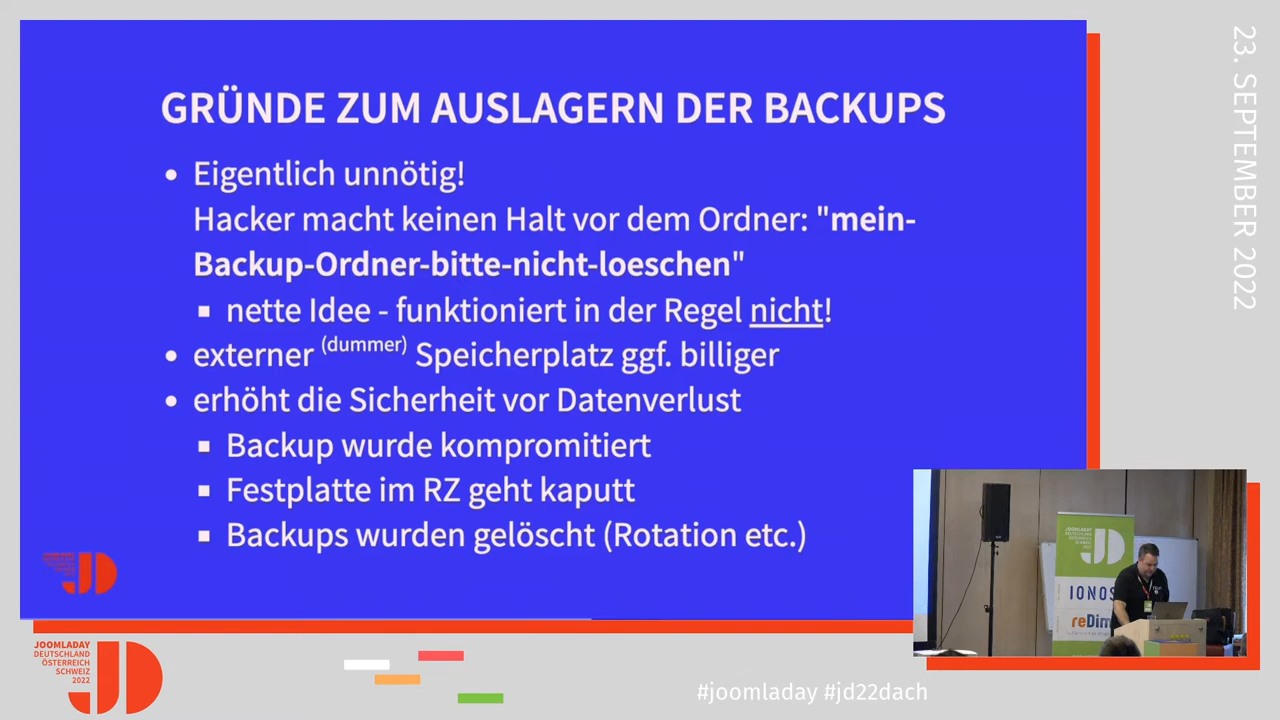 GRÜNDE ZUM AUSLAGERN DER BACKUPS
Eigentlich unnötig!
Hacker macht keinen Halt vor dem Ordner: "mein-
Backup-Ordner-bitte-nicht-loeschen"
nette Idee - funktioniert in der Regel nicht!
externer (dummer) Speicherplatz ggf. billiger
erhöht die Sicherheit vor Datenverlust
Backup wurde kompromitiert
Festplatte im RZ geht kaputt
Backups wurden gelöscht (Rotation etc.)
23. SEPTEMBER 2022
JD
IONOS
reDim
JOOMLADAY
DEUTSCHLAND
ÖSTERREICH
SCHWEIZ
2022
JD
#joomladay #jd22dach